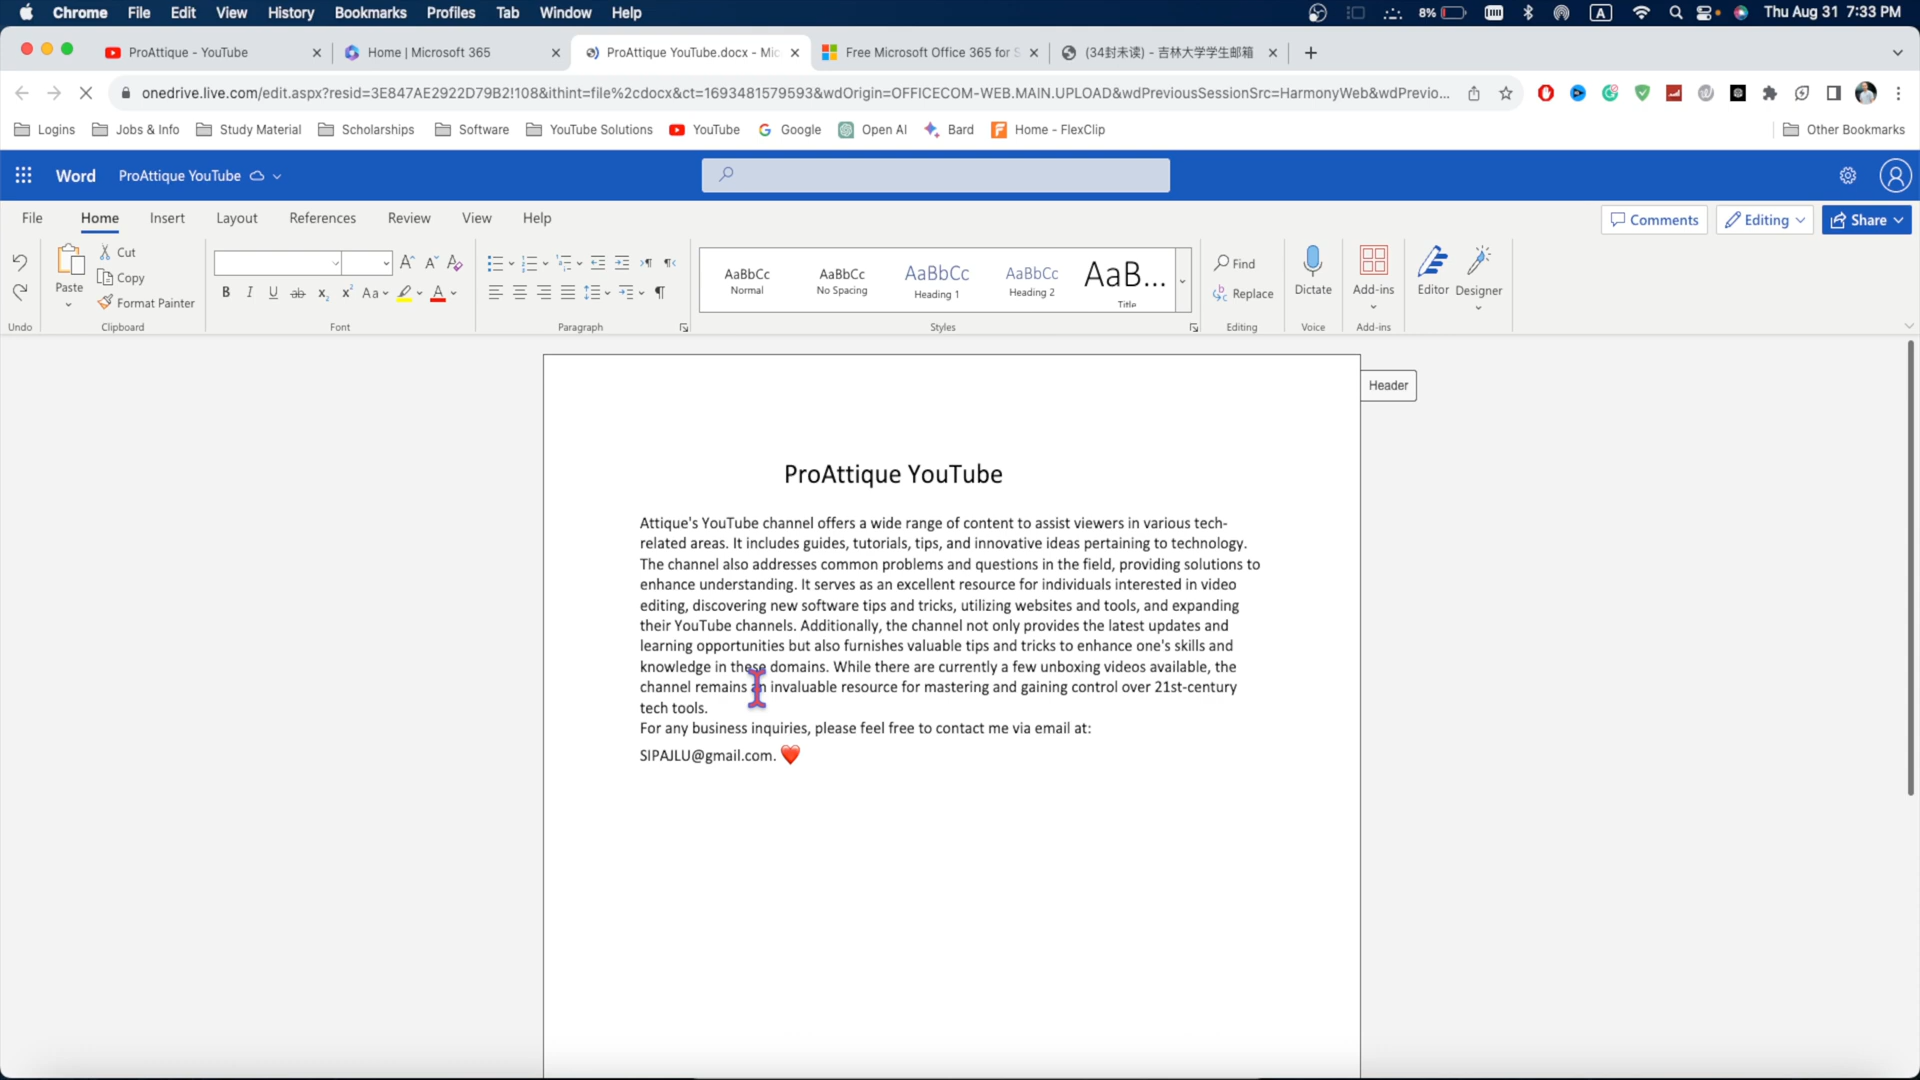 Chrome File Edit View History Bookmarks Profiles Tab Window Help
8% A Thu Aug 31 7:33 PM
ProAttique - YouTube
Home | Microsoft 365
ProAttique YouTube.docx - Mic
Free Microsoft Office 365 for S
(34封未读) - 吉林大学学生邮箱
onedrive.live.com/edit.aspx?resid=3E847AE2922D79B2!108&ithint=file%2cdocx&ct=1693481579593&wdOrigin=OFFICECOM-WEB.MAIN.UPLOAD&wdPreviousSessionSrc=HarmonyWeb&wdPrevio...
Logins Jobs & Info Study Material Scholarships Software YouTube Solutions YouTube Google Open AI Bard Home - FlexClip Other Bookmarks
Word ProAttique YouTube
File Home Insert Layout References Review View Help
Comments Editing Share
Paste Cut
Copy
Format Painter
AaBbCc Normal
AaBbCc No Spacing
AaBbCc Heading 1
AaBbCc Heading 2
AaB... Title
Find
Replace
Dictate
Add-ins
Editor
Designer
Undo Clipboard Font Paragraph Styles Editing Voice Add-ins
Header
ProAttique YouTube
Attique's YouTube channel offers a wide range of content to assist viewers in various tech-
related areas. It includes guides, tutorials, tips, and innovative ideas pertaining to technology.
The channel also addresses common problems and questions in the field, providing solutions to
enhance understanding. It serves as an excellent resource for individuals interested in video
editing, discovering new software tips and tricks, utilizing websites and tools, and expanding
their YouTube channels. Additionally, the channel not only provides the latest updates and
learning opportunities but also furnishes valuable tips and tricks to enhance one's skills and
knowledge in these domains. While there are currently a few unboxing videos available, the
channel remains an invaluable resource for mastering and gaining control over 21st-century
tech tools.
For any business inquiries, please feel free to contact me via email at:
SIPAJLU@gmail.com. ❤️